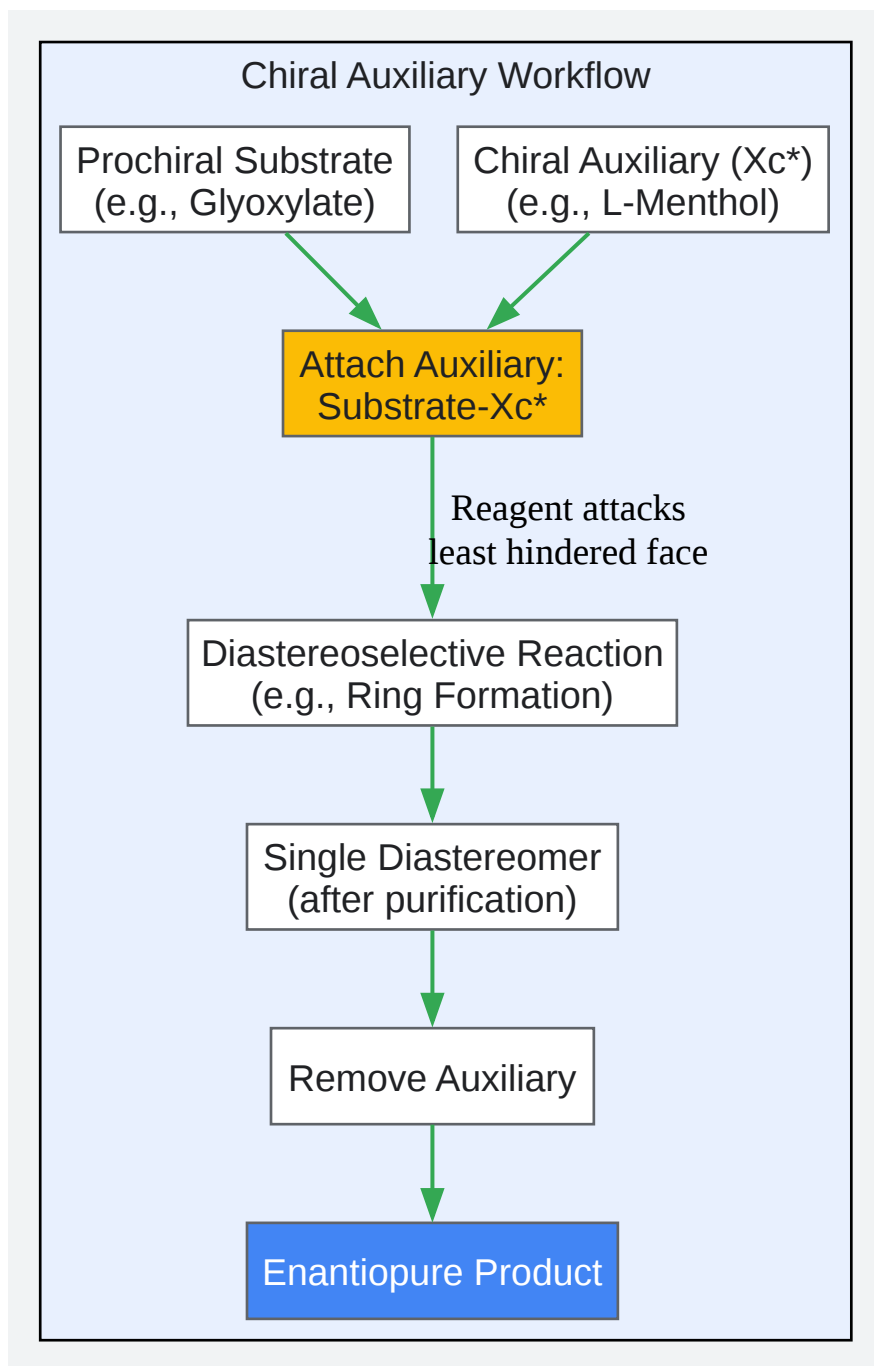 Chiral Auxiliary Workflow
Prochiral Substrate
(e.g., Glyoxylate)
Chiral Auxiliary (Xc*)
(e.g., L-Menthol)
Attach Auxiliary:
Substrate-Xc*
Reagent attacks
least hindered face
Diastereoselective Reaction
(e.g., Ring Formation)
Single Diastereomer
(after purification)
Remove Auxiliary
Enantiopure Product